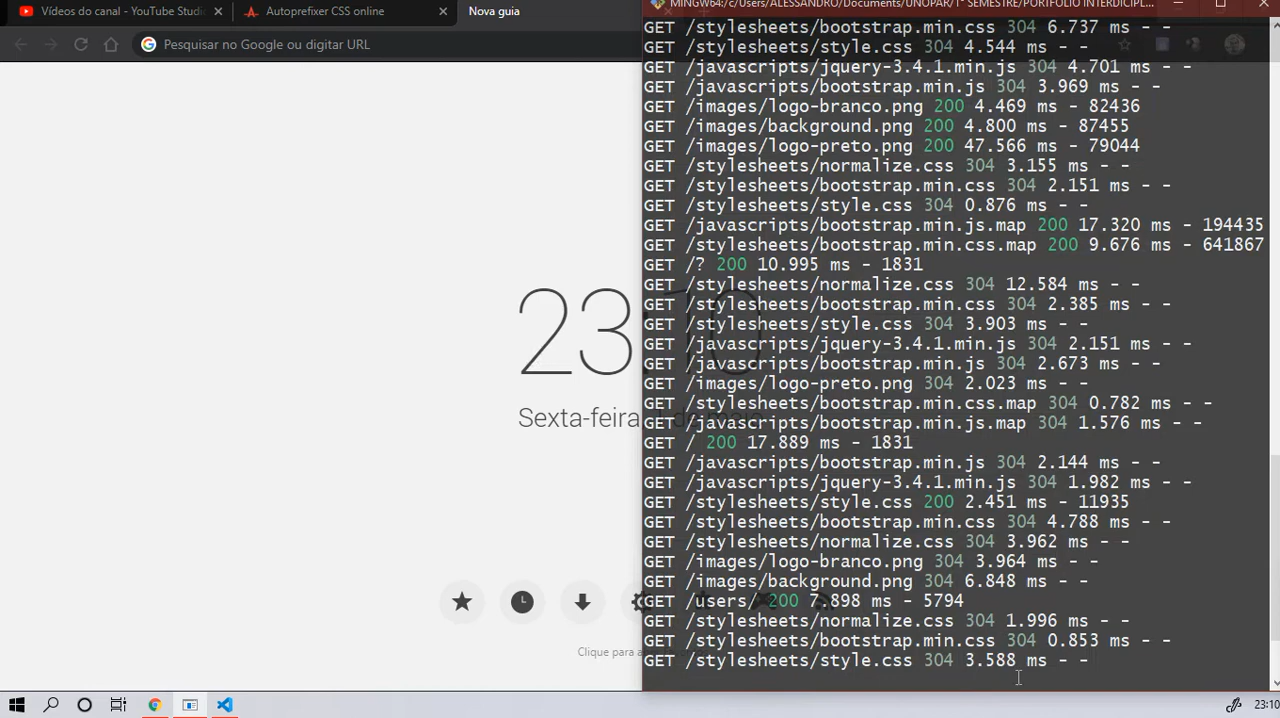 Vídeos do canal - YouTube Studi
Autoprefixer CSS online
Nova guia
Pesquisar no Google ou digitar URL
23:10
Sexta-feira,
Clique para
MINGW64:/c/Users/ALESSANDRO/Documents/UNOPAR/1° SEMESTRE/PORTFOLIO INTERDICIPL...
GET /stylesheets/bootstrap.min.css 304 6.737 ms - -
GET /stylesheets/style.css 304 4.544 ms - -
GET /javascripts/jquery-3.4.1.min.js 304 4.701 ms - -
GET /javascripts/bootstrap.min.js 304 3.969 ms - -
GET /images/logo-branco.png 200 4.469 ms - 82436
GET /images/background.png 200 4.800 ms - 87455
GET /images/logo-preto.png 200 47.566 ms - 79044
GET /stylesheets/normalize.css 304 3.155 ms - -
GET /stylesheets/bootstrap.min.css 304 2.151 ms - -
GET /stylesheets/style.css 304 0.876 ms - -
GET /javascripts/bootstrap.min.js.map 200 17.320 ms - 194435
GET /stylesheets/bootstrap.min.css.map 200 9.676 ms - 641867
GET /? 200 10.995 ms - 1831
GET /stylesheets/normalize.css 304 12.584 ms - -
GET /stylesheets/bootstrap.min.css 304 2.385 ms - -
GET /stylesheets/style.css 304 3.903 ms - -
GET /javascripts/jquery-3.4.1.min.js 304 2.151 ms - -
GET /javascripts/bootstrap.min.js 304 2.673 ms - -
GET /images/logo-preto.png 304 2.023 ms - -
GET /stylesheets/bootstrap.min.css.map 304 0.782 ms - -
GET /javascripts/bootstrap.min.js.map 304 1.576 ms - -
GET / 200 17.889 ms - 1831
GET /javascripts/bootstrap.min.js 304 2.144 ms - -
GET /javascripts/jquery-3.4.1.min.js 304 1.982 ms - -
GET /stylesheets/style.css 200 2.451 ms - 11935
GET /stylesheets/bootstrap.min.css 304 4.788 ms - -
GET /stylesheets/normalize.css 304 3.962 ms - -
GET /images/logo-branco.png 304 3.964 ms - -
GET /images/background.png 304 6.848 ms - -
GET /users/ 200 7.898 ms - 5794
GET /stylesheets/normalize.css 304 1.996 ms - -
GET /stylesheets/bootstrap.min.css 304 0.853 ms - -
GET /stylesheets/style.css 304 3.588 ms - -
23:10